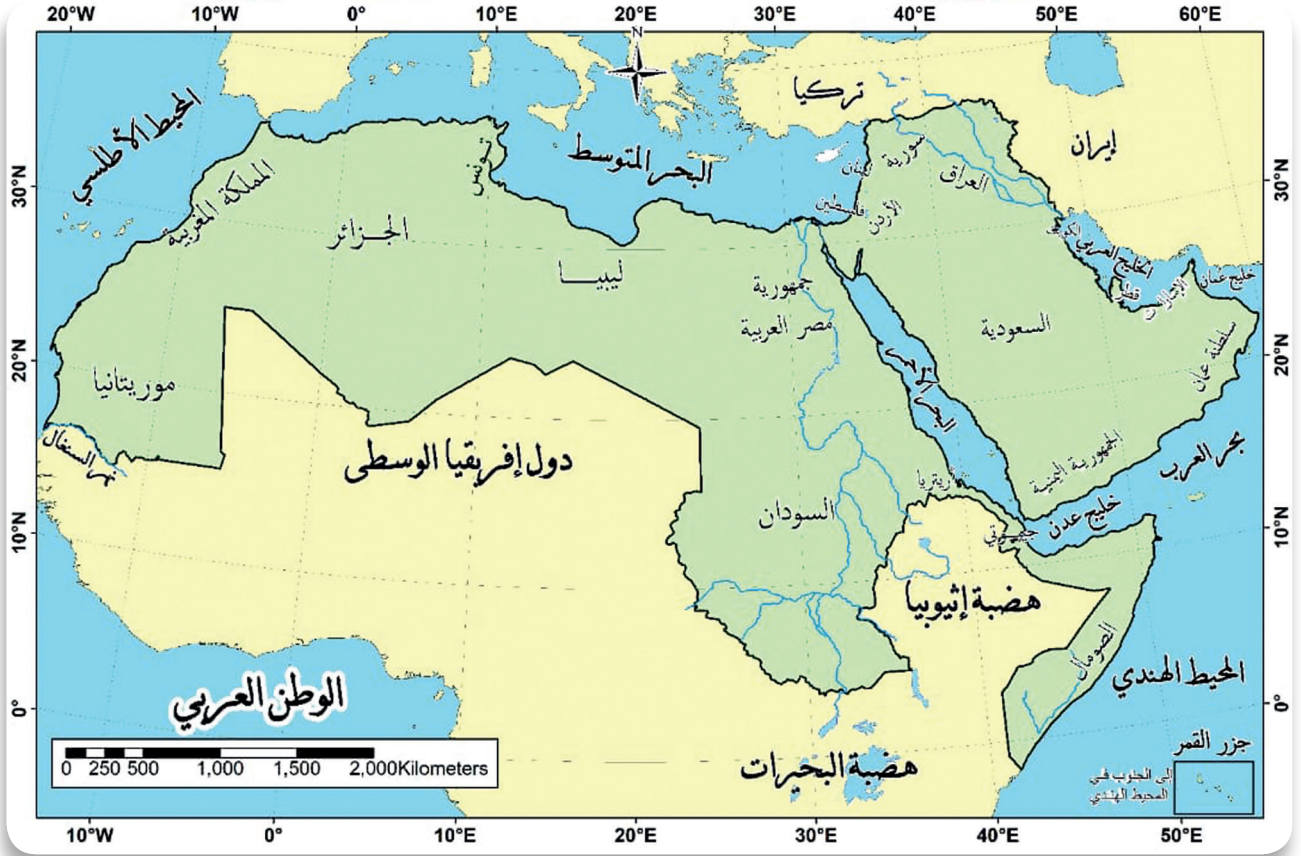 20°W 10°W 0° 10°E 20°E 30°E 40°E 50°E 60°E
N
تركيا
المحيط الأطلسي
إيران
30°N
30°N
البحر المتوسط
تونس
سورية
لبنان
العراق
المملكة المغربية
فلسطين
الأردن
الجزائر
الكويت
الخليج العربي
ليبيا
خليج عمان
جمهورية
مصر العربية
قطر
الإمارات
السعودية
سلطنة عمان
20°N
20°N
موريتانيا
البحر الأحمر
نهر السنغال
دول إفريقيا الوسطى
بحر العرب
الجمهورية اليمنية
أريتريا
السودان
خليج عدن
جيبوتي
10°N
10°N
هضبة إثيوبيا
الصومال
المحيط الهندي
الوطن العربي
0°
0°
جزر القمر
إلى الجنوب في
المحيط الهندي
هضبة البحيرات
0 250 500 1,000 1,500 2,000Kilometers
10°W 0° 10°E 20°E 30°E 40°E 50°E